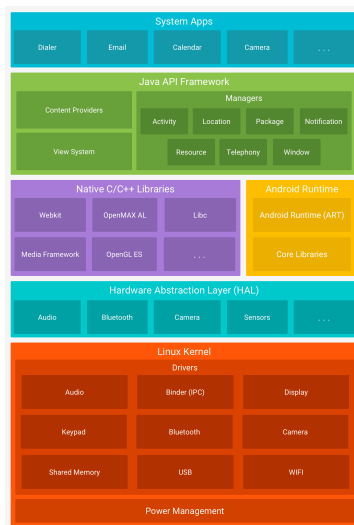 System Apps
Dialer Email Calendar Camera . . .
Java API Framework
Content Providers
View System
Managers
Activity Location Package Notification
Resource Telephony Window
Native C/C++ Libraries
Webkit OpenMAX AL Libc
Media Framework OpenGL ES . . .
Android Runtime
Android Runtime (ART)
Core Libraries
Hardware Abstraction Layer (HAL)
Audio Bluetooth Camera Sensors . . .
Linux Kernel
Drivers
Audio Binder (IPC) Display
Keypad Bluetooth Camera
Shared Memory USB WIFI
Power Management